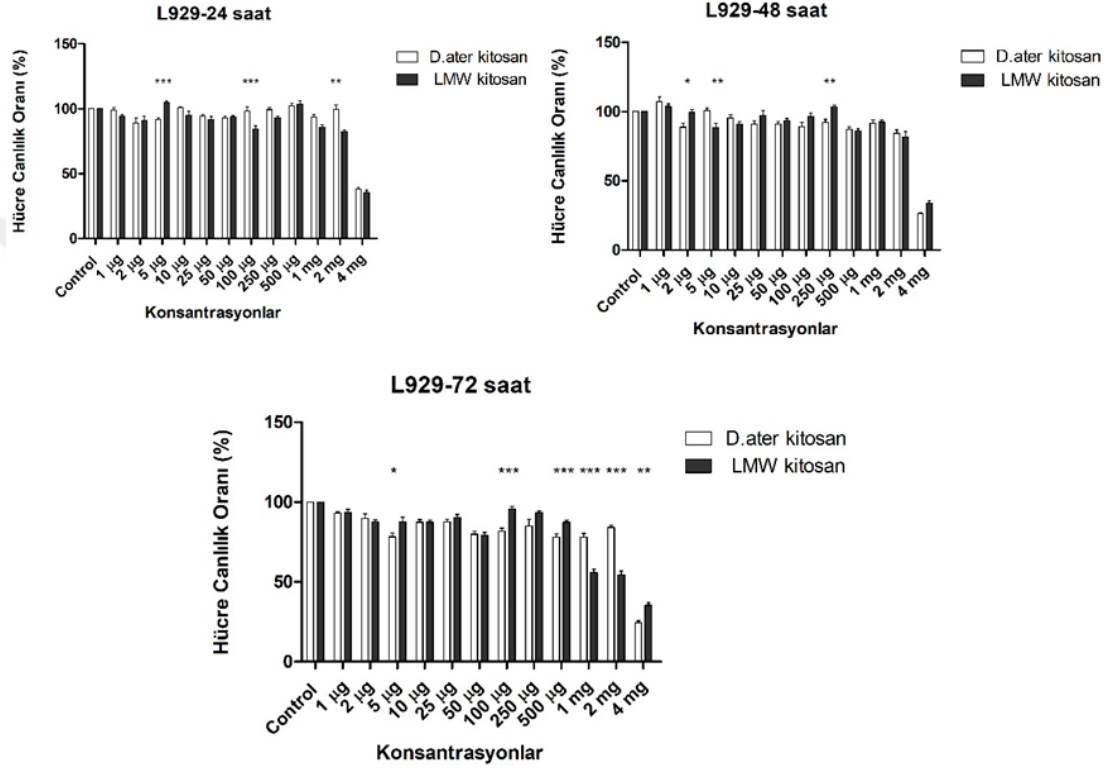 L929-24 saat
Hücre Canlılık Oranı (%)
150
100
50
0
*** *** **
D.ater kitosan
LMW kitosan
Control 1 µg 2 µg 5 µg 10 µg 25 µg 50 µg 100 µg 250 µg 500 µg 1 mg 2 mg 4 mg
Konsantrasyonlar
L929-48 saat
Hücre Canlılık Oranı (%)
150
100
50
0
* ** **
D.ater kitosan
LMW kitosan
Control 1 µg 2 µg 5 µg 10 µg 25 µg 50 µg 100 µg 250 µg 500 µg 1 mg 2 mg 4 mg
Konsantrasyonlar
L929-72 saat
Hücre Canlılık Oranı (%)
150
100
50
0
* *** *** *** *** **
D.ater kitosan
LMW kitosan
Control 1 µg 2 µg 5 µg 10 µg 25 µg 50 µg 100 µg 250 µg 500 µg 1 mg 2 mg 4 mg
Konsantrasyonlar